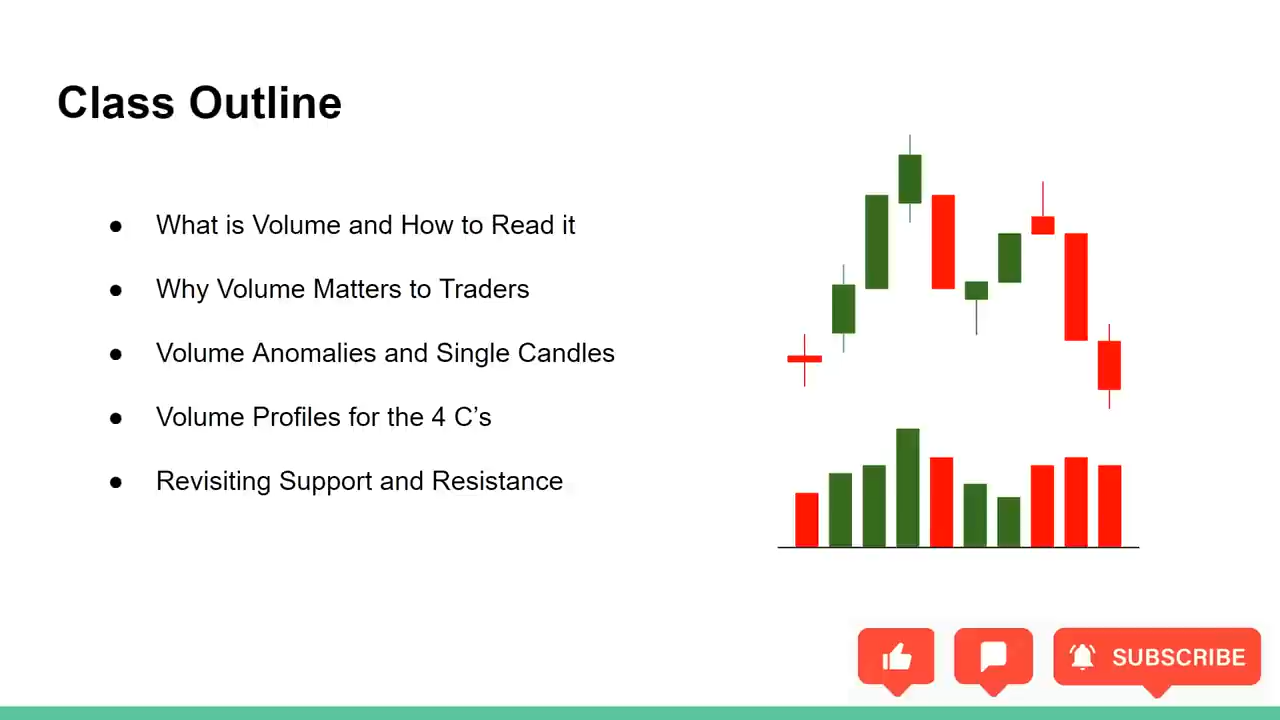 Class Outline
● What is Volume and How to Read it
● Why Volume Matters to Traders
● Volume Anomalies and Single Candles
● Volume Profiles for the 4 C’s
● Revisiting Support and Resistance
SUBSCRIBE